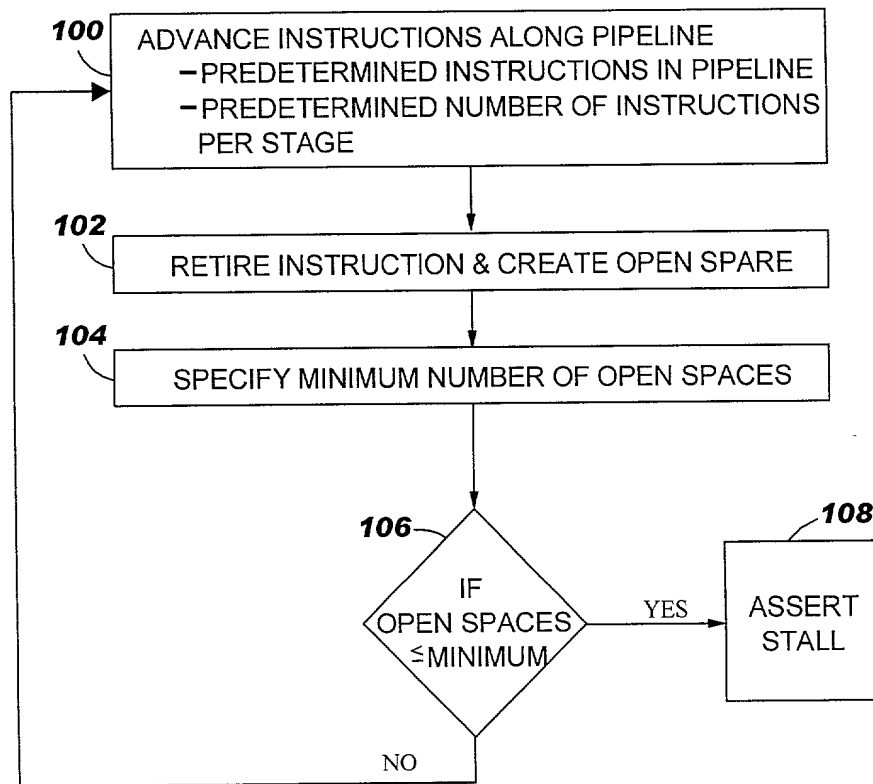 100
ADVANCE INSTRUCTIONS ALONG PIPELINE
–PREDETERMINED INSTRUCTIONS IN PIPELINE
–PREDETERMINED NUMBER OF INSTRUCTIONS
PER STAGE
102
RETIRE INSTRUCTION & CREATE OPEN SPARE
104
SPECIFY MINIMUM NUMBER OF OPEN SPACES
106
IF
OPEN SPACES
≤MINIMUM
YES
108
ASSERT
STALL
NO